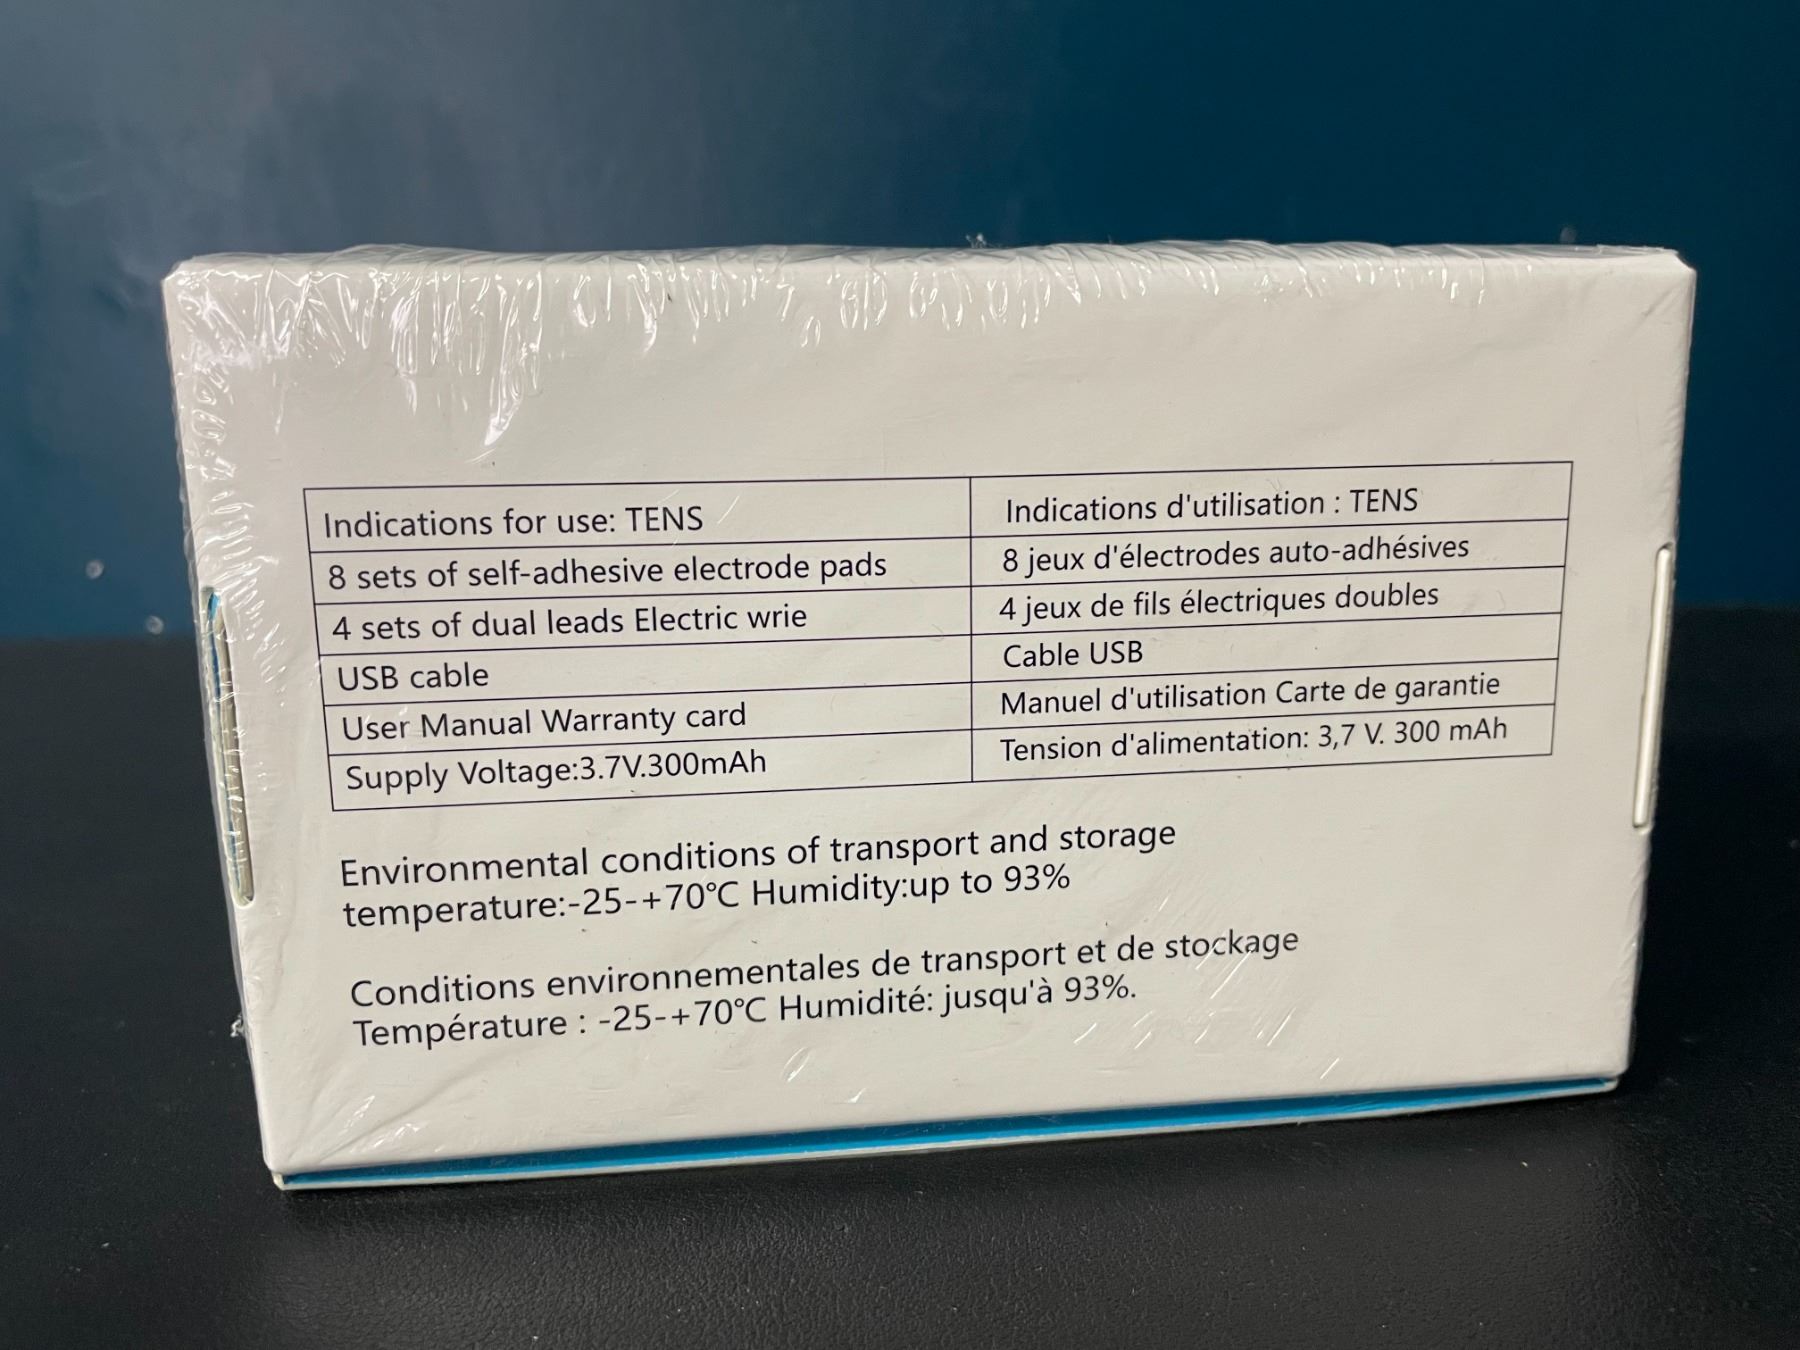 Indications for use: TENS
Indications d'utilisation : TENS
8 sets of self-adhesive electrode pads
8 jeux d'électrodes auto-adhésives
4 sets of dual leads Electric wrie
4 jeux de fils électriques doubles
USB cable
Cable USB
User Manual Warranty card
Manuel d'utilisation Carte de garantie
Supply Voltage:3.7V.300mAh
Tension d'alimentation: 3,7 V. 300 mAh
Environmental conditions of transport and storage
temperature:-25-+70℃ Humidity:up to 93%
Conditions environnementales de transport et de stockage
Température : -25-+70℃ Humidité: jusqu'à 93%.